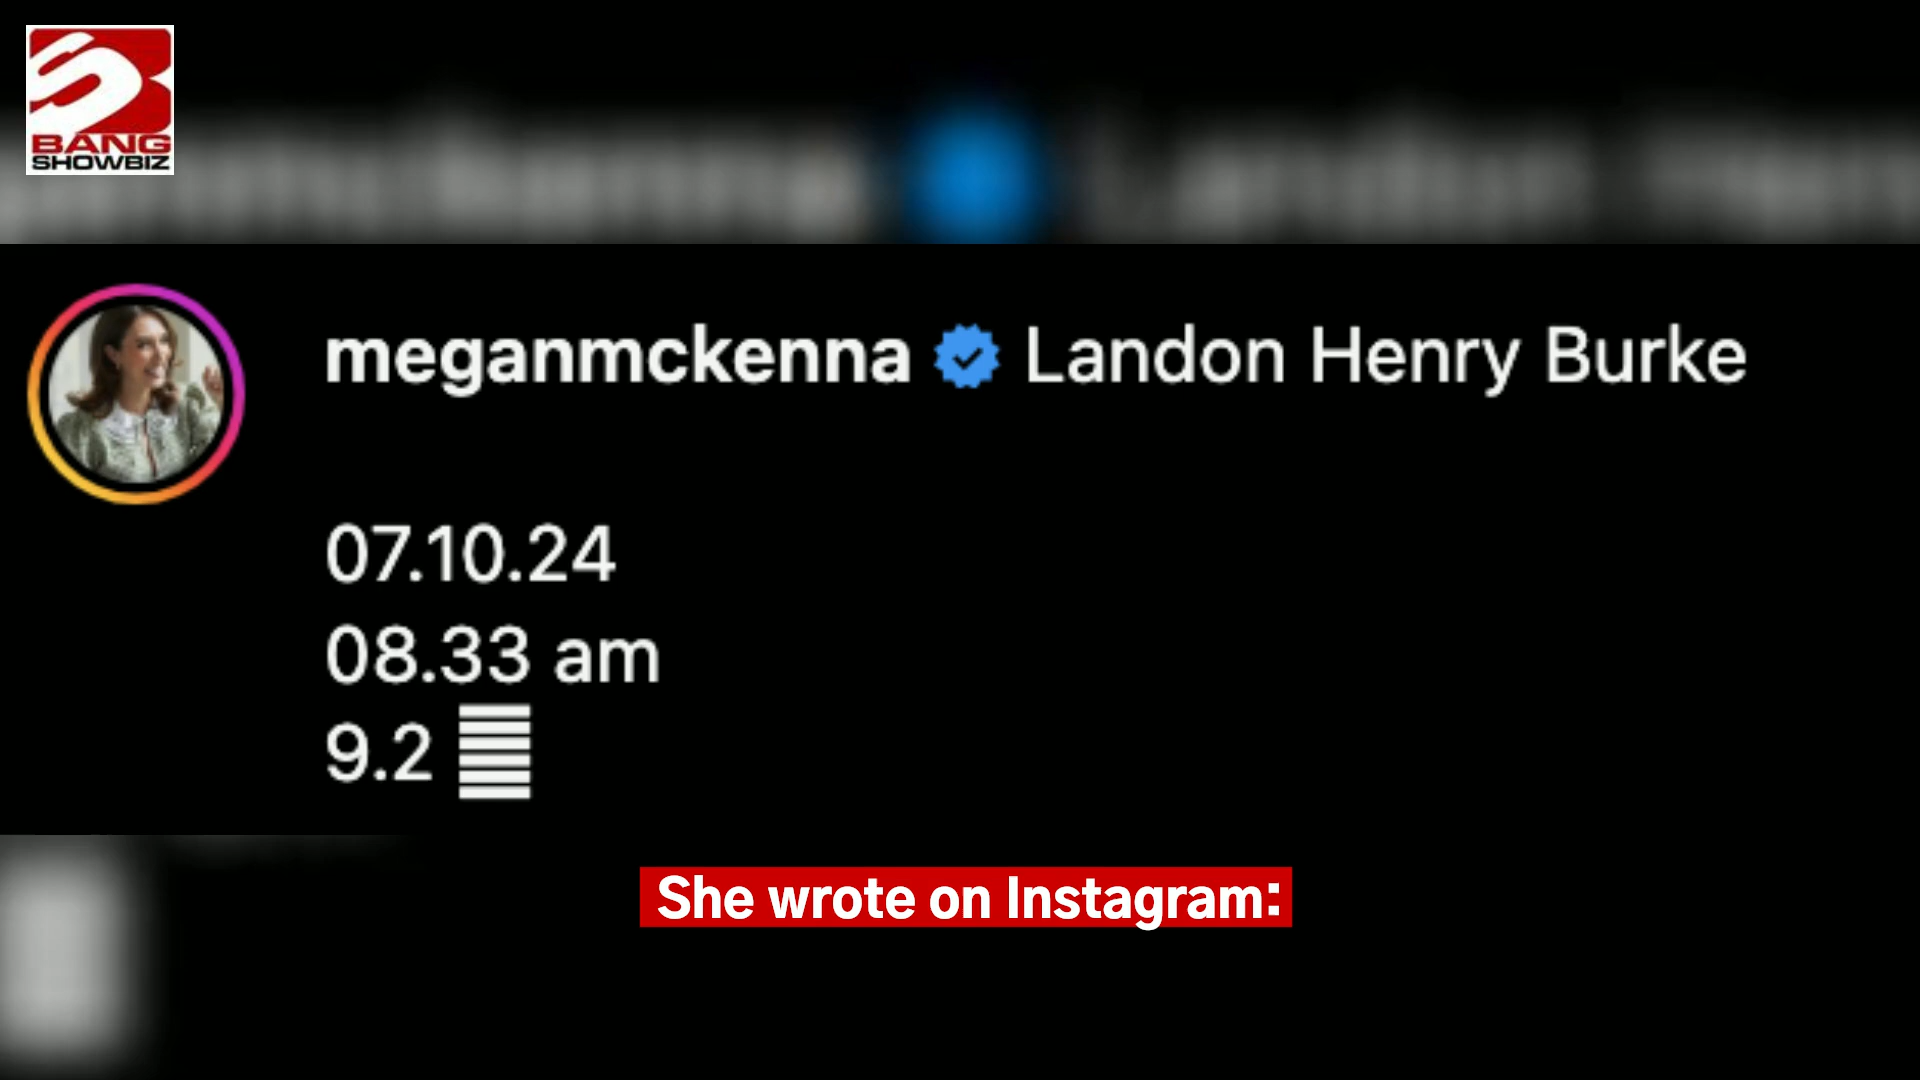 BANG
SHOWBIZ
meganmckenna Landon Henry Burke
07.10.24
08.33 am
9.2
She wrote on Instagram: